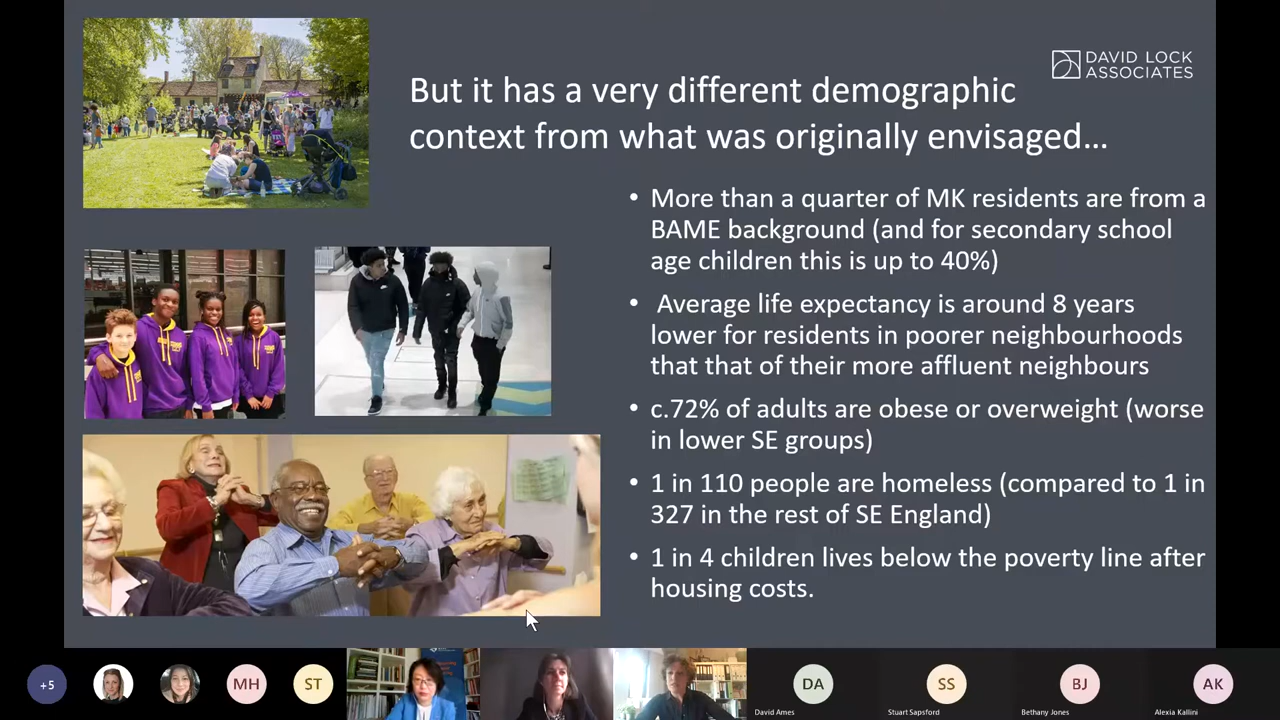 DAVID LOCK
ASSOCIATES
But it has a very different demographic
context from what was originally envisaged...
• More than a quarter of MK residents are from a
BAME background (and for secondary school
age children this is up to 40%)
• Average life expectancy is around 8 years
lower for residents in poorer neighbourhoods
that that of their more affluent neighbours
• c.72% of adults are obese or overweight (worse
in lower SE groups)
• 1 in 110 people are homeless (compared to 1 in
327 in the rest of SE England)
• 1 in 4 children lives below the poverty line after
housing costs.
+5
MH
ST
DA
SS
BJ
AK
David Ames
Stuart Sapsford
Bethany Jones
Alexia Kallini